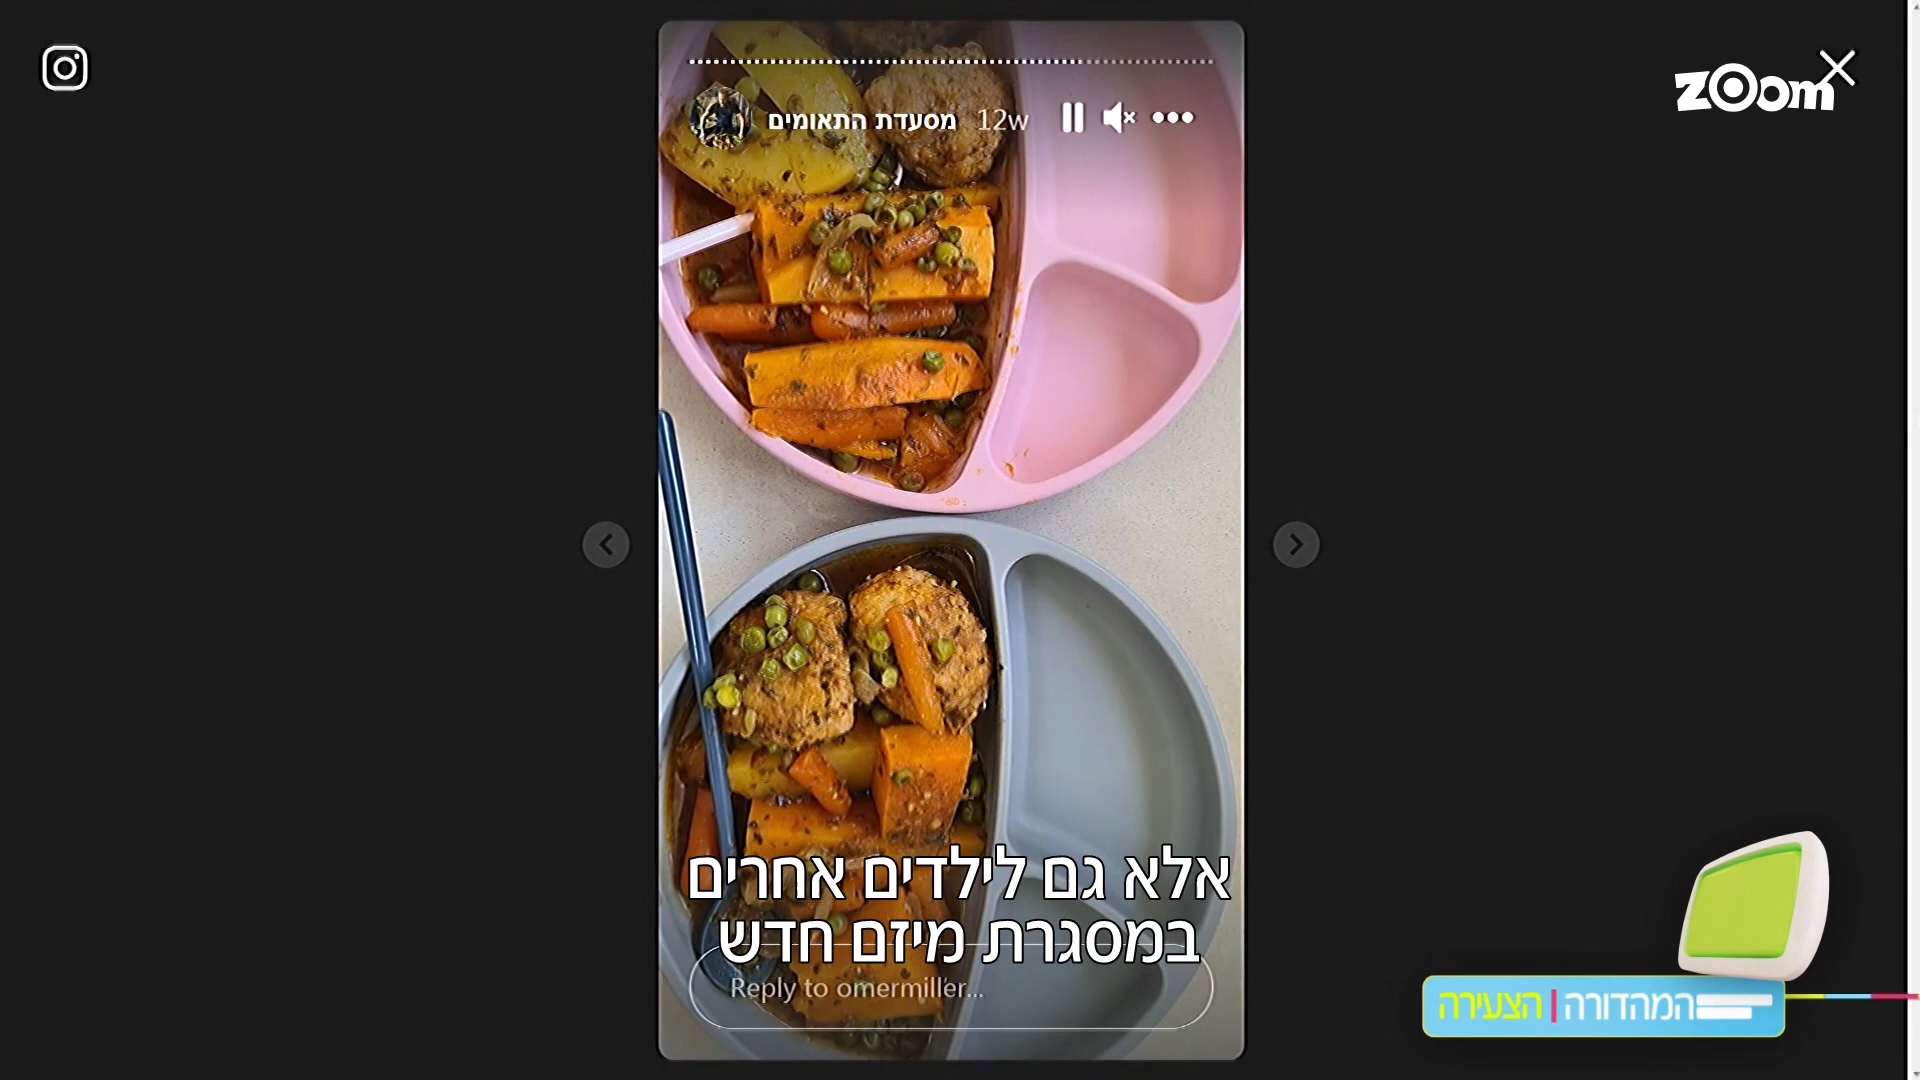 zoom
מסעדת התאומים 12w
אלא גם לילדים אחרים
במסגרת מיזם חדש
Reply to omermiller...
המהדורה | הצעירה